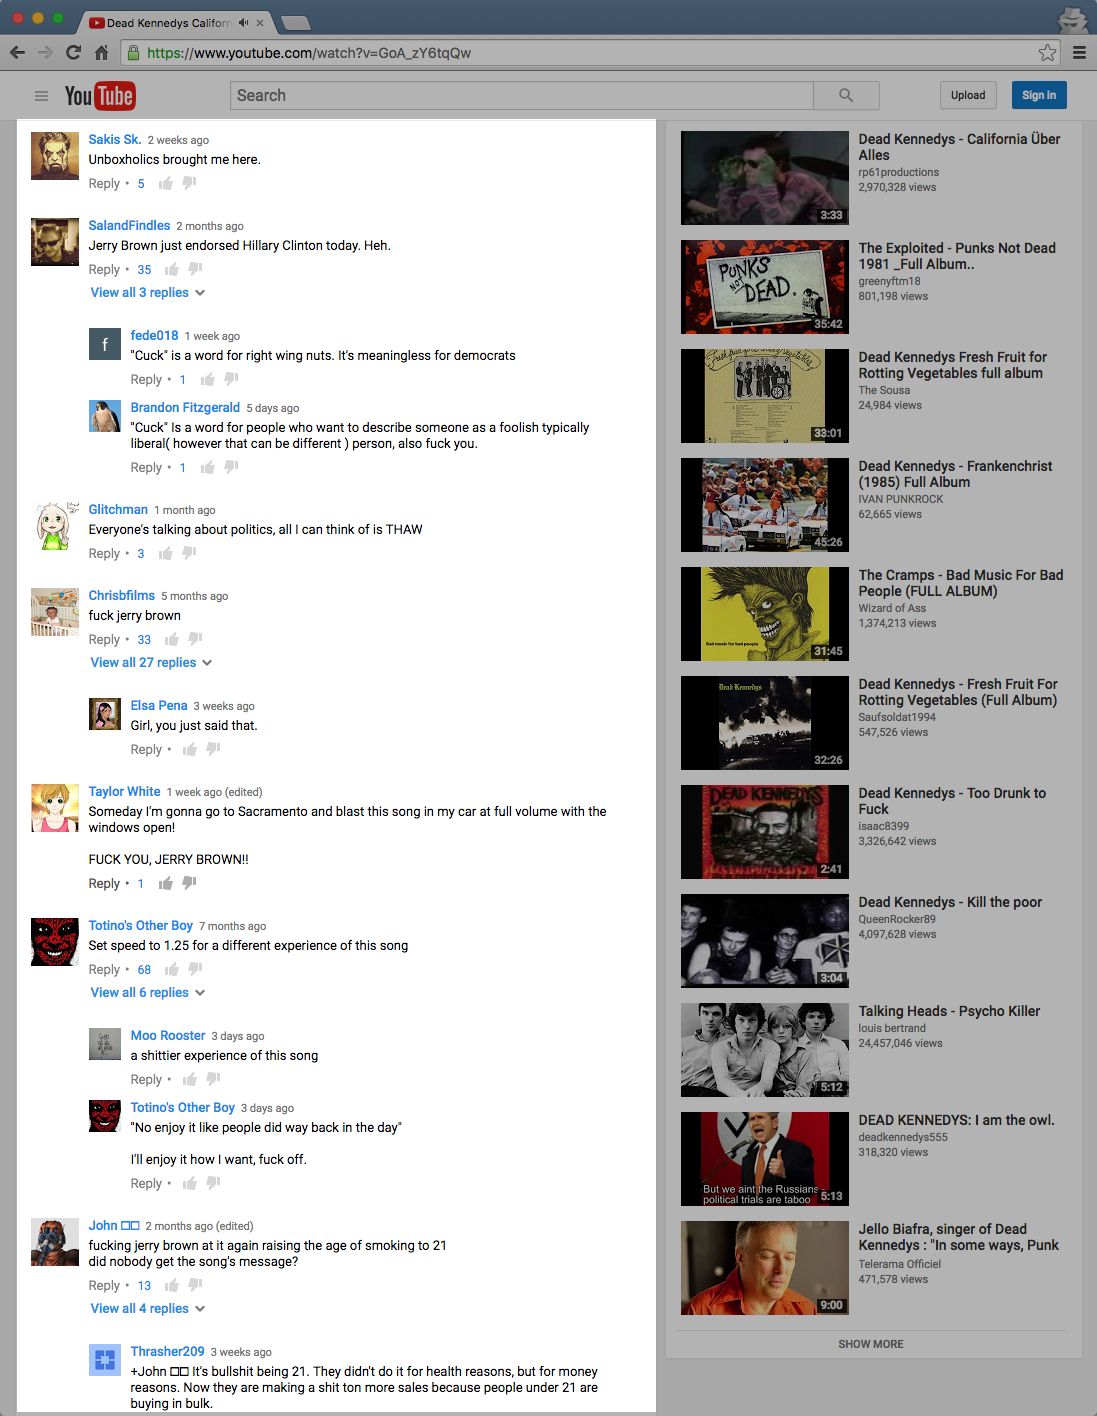 Dead Kennedys Californ
https://www.youtube.com/watch?v=GoA_zY6tqQw
YouTube
Search
Upload
Sign in
Sakis Sk. 2 weeks ago
Unboxholics brought me here.
Reply • 5
SalandFindles 2 months ago
Jerry Brown just endorsed Hillary Clinton today. Heh.
Reply • 35
View all 3 replies
f
fede018 1 week ago
"Cuck" is a word for right wing nuts. It's meaningless for democrats
Reply • 1
Brandon Fitzgerald 5 days ago
"Cuck" Is a word for people who want to describe someone as a foolish typically
liberal( however that can be different ) person, also fuck you.
Reply • 1
Glitchman 1 month ago
Everyone's talking about politics, all I can think of is THAW
Reply • 3
Chrisbfilms 5 months ago
fuck jerry brown
Reply • 33
View all 27 replies
Elsa Pena 3 weeks ago
Girl, you just said that.
Reply •
Taylor White 1 week ago (edited)
Someday I'm gonna go to Sacramento and blast this song in my car at full volume with the
windows open!
FUCK YOU, JERRY BROWN!!
Reply • 1
Totino's Other Boy 7 months ago
Set speed to 1.25 for a different experience of this song
Reply • 68
View all 6 replies
Moo Rooster 3 days ago
a shittier experience of this song
Reply •
Totino's Other Boy 3 days ago
"No enjoy it like people did way back in the day"
I'll enjoy it how I want, fuck off.
Reply •
John □□ 2 months ago (edited)
fucking jerry brown at it again raising the age of smoking to 21
did nobody get the song's message?
Reply • 13
View all 4 replies
Thrasher209 3 weeks ago
+John □□ It's bullshit being 21. They didn't do it for health reasons, but for money
reasons. Now they are making a shit ton more sales because people under 21 are
buying in bulk.
3:33
Dead Kennedys - California Über
Alles
rp61productions
2,970,328 views
PUNKS
NOT
DEAD.
35:42
The Exploited - Punks Not Dead
1981 _Full Album..
greenyftm18
801,198 views
33:01
Dead Kennedys Fresh Fruit for
Rotting Vegetables full album
The Sousa
24,984 views
45:26
Dead Kennedys - Frankenchrist
(1985) Full Album
IVAN PUNKROCK
62,665 views
Bad music for bad people
31:45
The Cramps - Bad Music For Bad
People (FULL ALBUM)
Wizard of Ass
1,374,213 views
Dead Kennedys
32:26
Dead Kennedys - Fresh Fruit For
Rotting Vegetables (Full Album)
Saufsoldat1994
547,526 views
DEAD KENNEDYS
2:41
Dead Kennedys - Too Drunk to
Fuck
isaac8399
3,326,642 views
3:04
Dead Kennedys - Kill the poor
QueenRocker89
4,097,628 views
5:12
Talking Heads - Psycho Killer
louis bertrand
24,457,046 views
But we aint the Russians -
political trials are taboo
5:13
DEAD KENNEDYS: I am the owl.
deadkennedys555
318,320 views
9:00
Jello Biafra, singer of Dead
Kennedys : "In some ways, Punk
Telerama Officiel
471,578 views
SHOW MORE